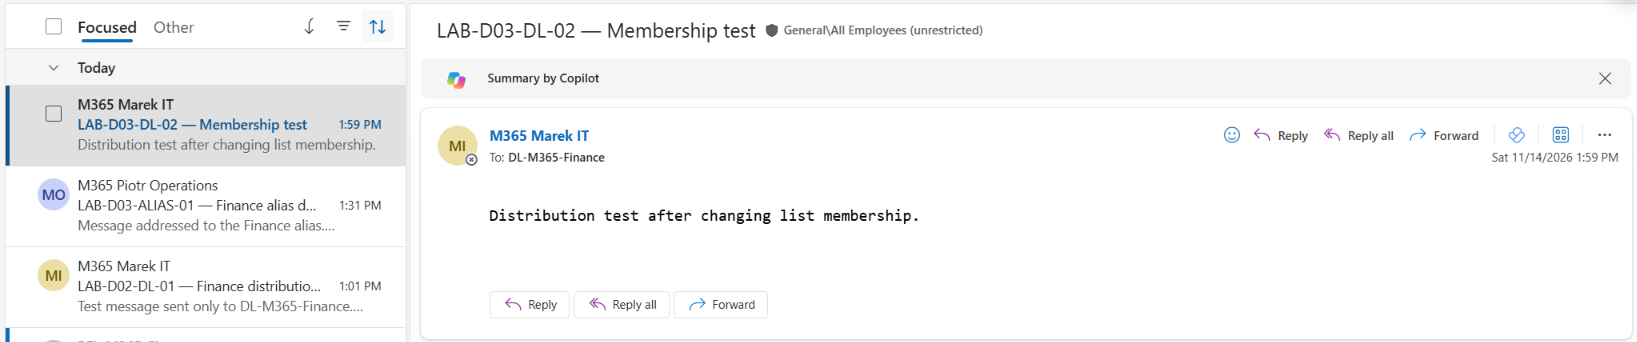 Focused Other
Today
M365 Marek IT
LAB-D03-DL-02 — Membership test 1:59 PM
Distribution test after changing list membership.
MO
M365 Piotr Operations
LAB-D03-ALIAS-01 — Finance alias d... 1:31 PM
Message addressed to the Finance alias....
MI
M365 Marek IT
LAB-D02-DL-01 — Finance distributio... 1:01 PM
Test message sent only to DL-M365-Finance....
LAB-D03-DL-02 — Membership test General\All Employees (unrestricted)
Summary by Copilot
MI
M365 Marek IT
Reply Reply all Forward
To: DL-M365-Finance
Sat 11/14/2026 1:59 PM
Distribution test after changing list membership.
Reply Reply all Forward